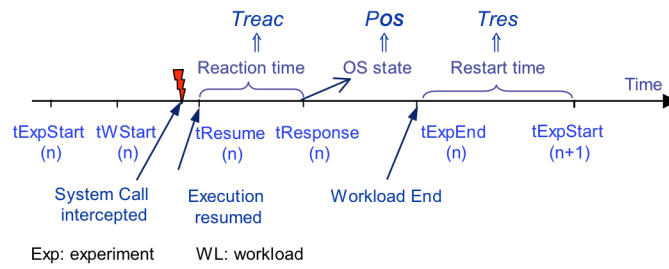 Treac POS Tres
⇑ ⇑ ⇑
Reaction time OS state Restart time
Time
tExpStart tWStart tResume tResponse tExpEnd tExpStart
(n) (n) (n) (n) (n) (n+1)
System Call Execution Workload End
intercepted resumed
Exp: experiment WL: workload